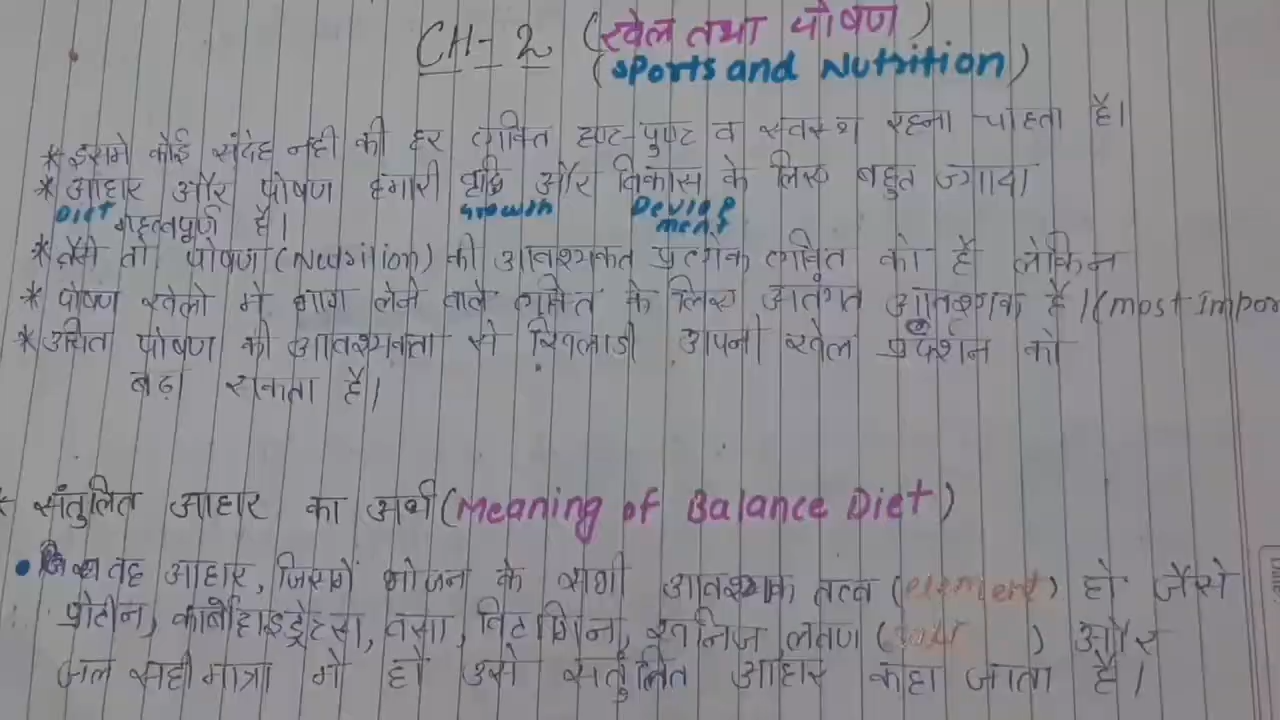 CH-2 (खेल तथा पोषण)
(sports and Nutrition)
* इसमे कोई संदेह नही की हर व्यक्ति हष्ट-पुष्ट व स्वस्थ रहना चाहता है।
* आहार और पोषण हमारी वृद्धि और विकास के लिए बहुत ज्यादा
Diet Growth Develop ment
महत्वपूर्ण है।
* वैसे तो पोषण (Nutrition) की आवश्यकत प्रत्येक व्यक्ति को है लेकिन
* पोषण खेलो मे भाग लेने वाले व्यक्ति के लिए अत्यंत आवश्यक है।(most Impor
* उचित पोषण की आवश्यकता से खिलाडी अपनी खेल प्रदर्शन को
बढ़ा सकता है।
* संतुलित आहार का अर्थ (Meaning of Balance Diet)
• वह आहार, जिसमें भोजन के सभी आवश्यक तत्व (element) हो जैसे
प्रोटीन, कार्बोहाइड्रेटस, वसा, विटामिन, खनिज लवण (salt ) और
जल सही मात्रा मे हो उसे संतुलित आहार कहा जाता है।